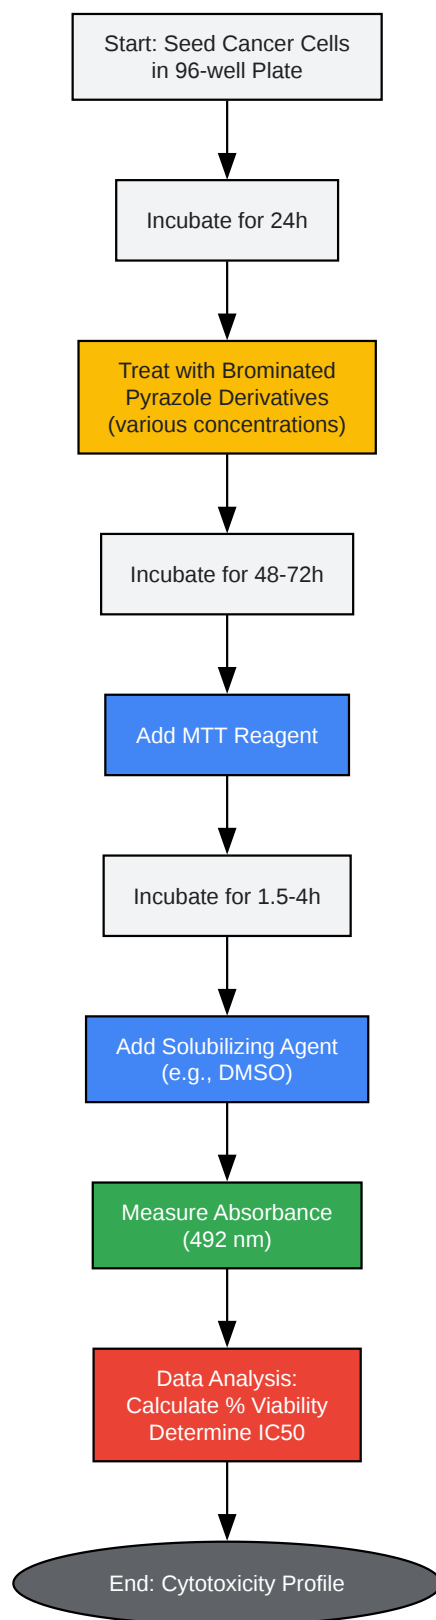 Start: Seed Cancer Cells
in 96-well Plate
Incubate for 24h
Treat with Brominated
Pyrazole Derivatives
(various concentrations)
Incubate for 48-72h
Add MTT Reagent
Incubate for 1.5-4h
Add Solubilizing Agent
(e.g., DMSO)
Measure Absorbance
(492 nm)
Data Analysis:
Calculate % Viability
Determine IC50
End: Cytotoxicity Profile